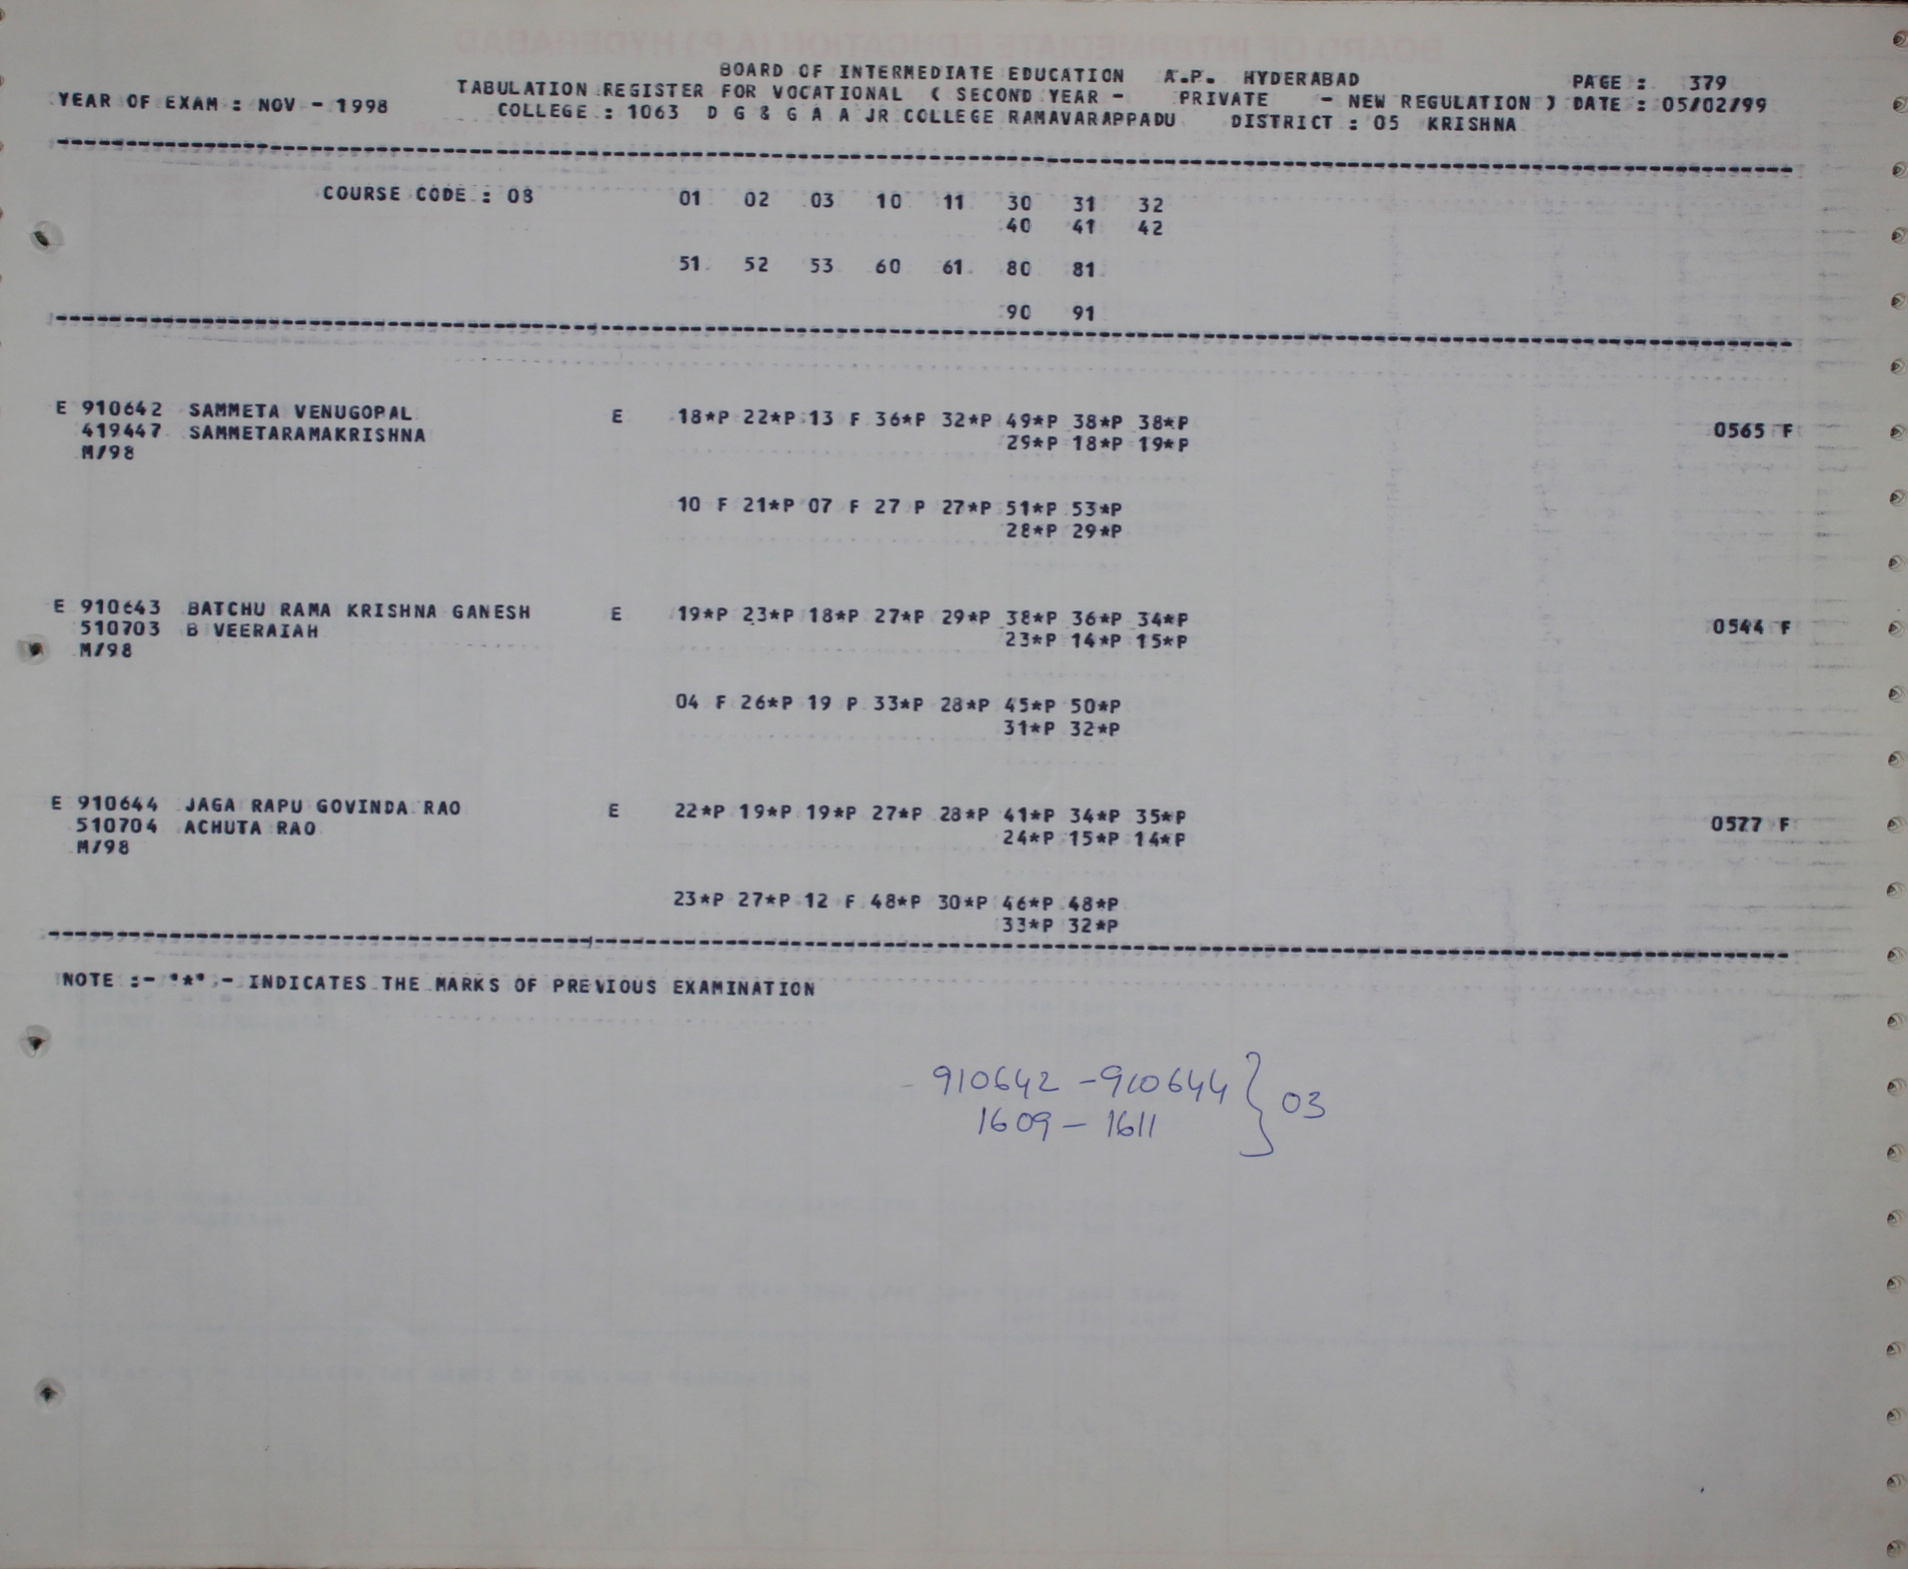 BOARD OF INTERMEDIATE EDUCATION A.P. HYDERABAD PAGE : 379
YEAR OF EXAM : NOV - 1998 TABULATION REGISTER FOR VOCATIONAL ( SECOND YEAR - PRIVATE - NEW REGULATION ) DATE : 05/02/99
COLLEGE : 1063 D G & G A A JR COLLEGE RAMAVARAPPADU DISTRICT : 05 KRISHNA
COURSE CODE : 08 01 02 03 10 11 30 31 32
40 41 42
51 52 53 60 61 80 81
90 91
E 910642 SAMMETA VENUGOPAL E 18*P 22*P 13 F 36*P 32*P 49*P 38*P 38*P
419447 SAMMETARAMAKRISHNA 29*P 18*P 19*P 0565 F
M/98
10 F 21*P 07 F 27 P 27*P 51*P 53*P
28*P 29*P
E 910643 BATCHU RAMA KRISHNA GANESH E 19*P 23*P 18*P 27*P 29*P 38*P 36*P 34*P
510703 B VEERAIAH 23*P 14*P 15*P 0544 F
M/98
04 F 26*P 19 P 33*P 28*P 45*P 50*P
31*P 32*P
E 910644 JAGA RAPU GOVINDA RAO E 22*P 19*P 19*P 27*P 28*P 41*P 34*P 35*P
510704 ACHUTA RAO 24*P 15*P 14*P 0577 F
M/98
23*P 27*P 12 F 48*P 30*P 46*P 48*P
33*P 32*P
NOTE :- "*" - INDICATES THE MARKS OF PREVIOUS EXAMINATION
910642 - 910644 } 03
1609 - 1611